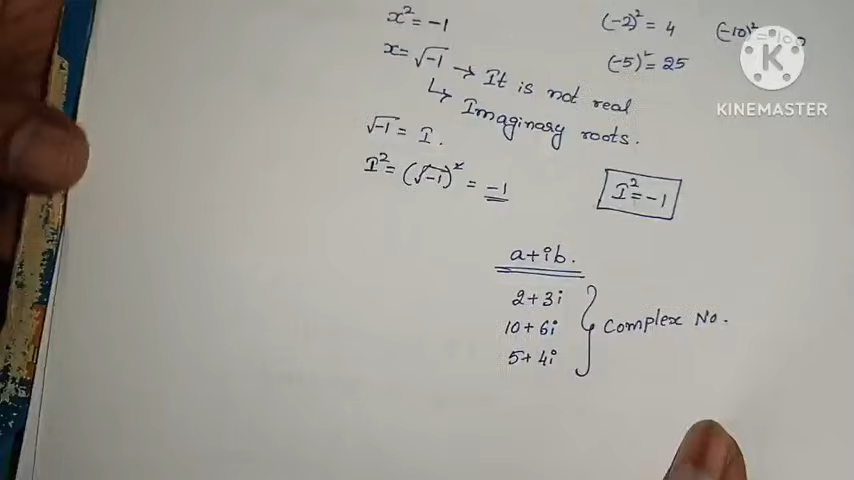 x² = -1
(-2)² = 4
x = √-1 → It is not real
(-5)² = 25
↳ Imaginary roots.
√-1 = I.
I² = (√-1)² = -1
I² = -1
a+ib.
2+3i
10+6i
5+4i
} Complex No.
K
KINEMASTER